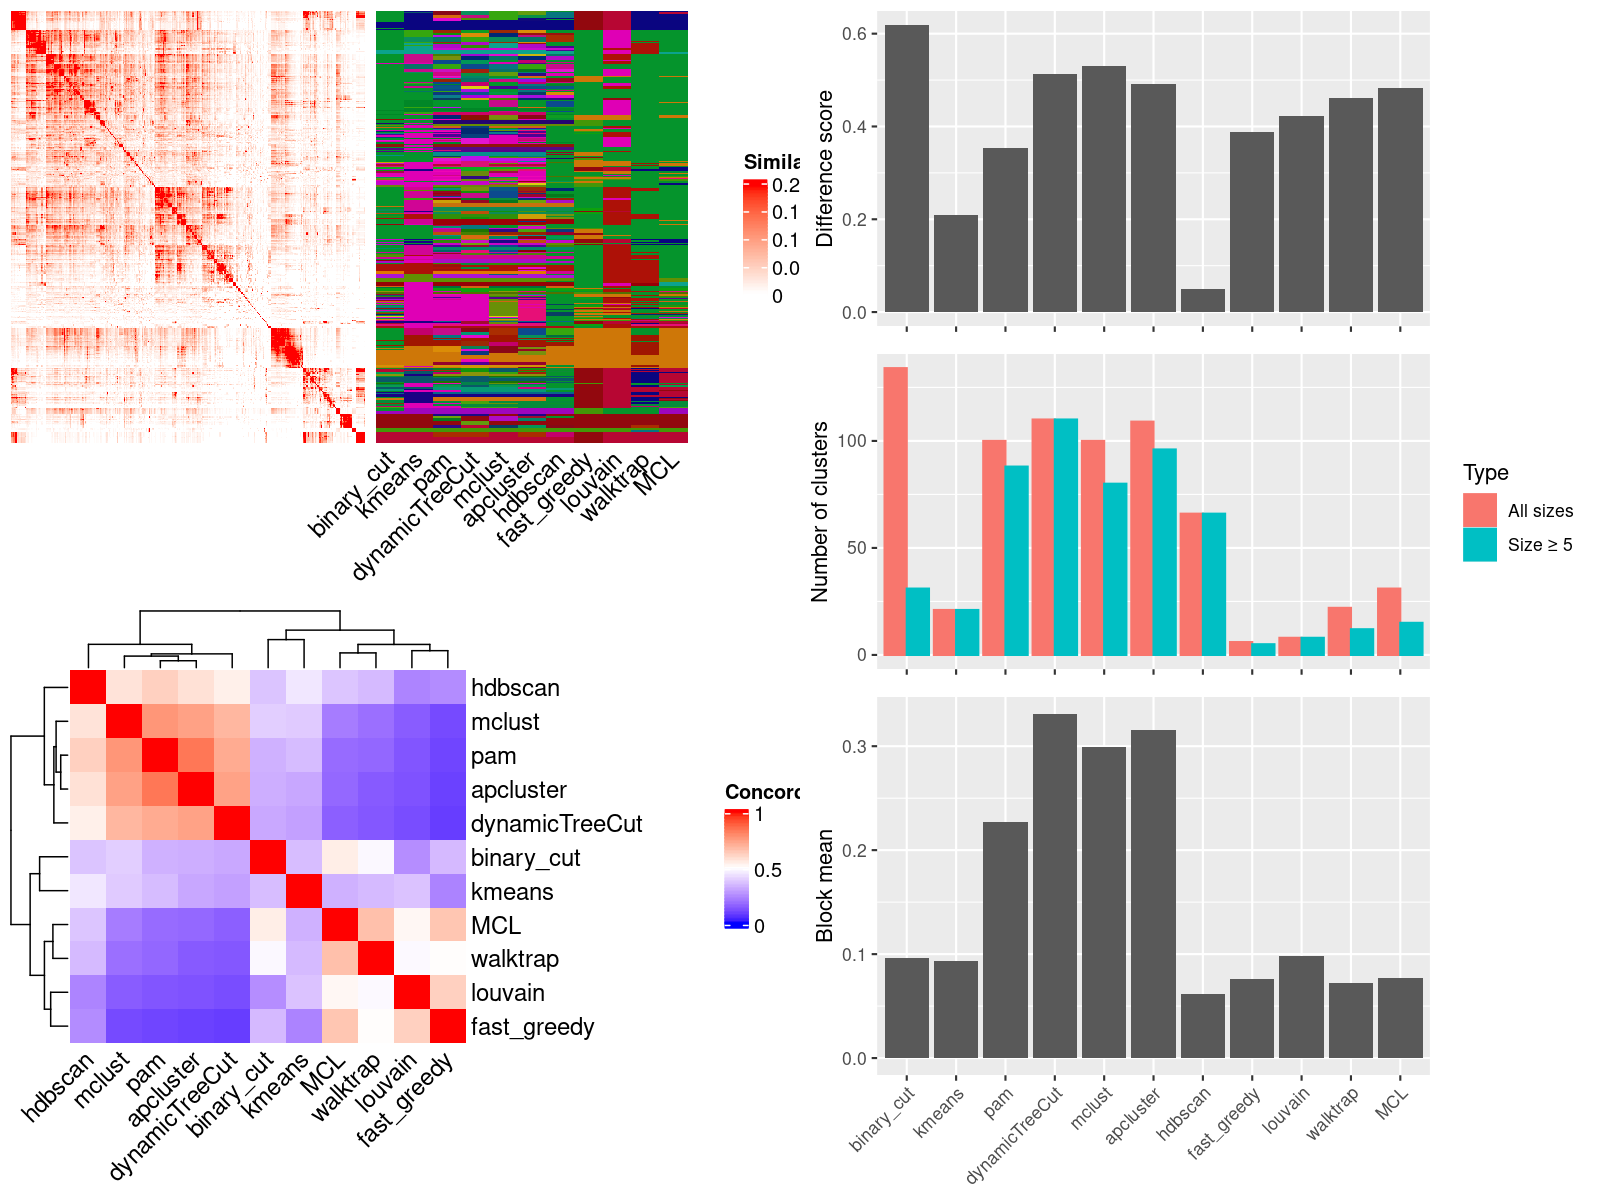 Simila
0.2
0.1
0.1
0.0
0
binary_cut
kmeans
pam
dynamicTreeCut
mclust
apcluster
hdbscan
fast_greedy
louvain
walktrap
MCL
hdbscan
mclust
pam
apcluster
dynamicTreeCut
binary_cut
kmeans
MCL
walktrap
louvain
fast_greedy
hdbscan
mclust
pam
apcluster
dynamicTreeCut
binary_cut
kmeans
MCL
walktrap
louvain
fast_greedy
Concord
1
0.5
0
Difference score
0.6
0.4
0.2
0.0
Number of clusters
100
50
0
Type
All sizes
Size ≥ 5
Block mean
0.3
0.2
0.1
0.0
binary_cut
kmeans
pam
dynamicTreeCut
mclust
apcluster
hdbscan
fast_greedy
louvain
walktrap
MCL